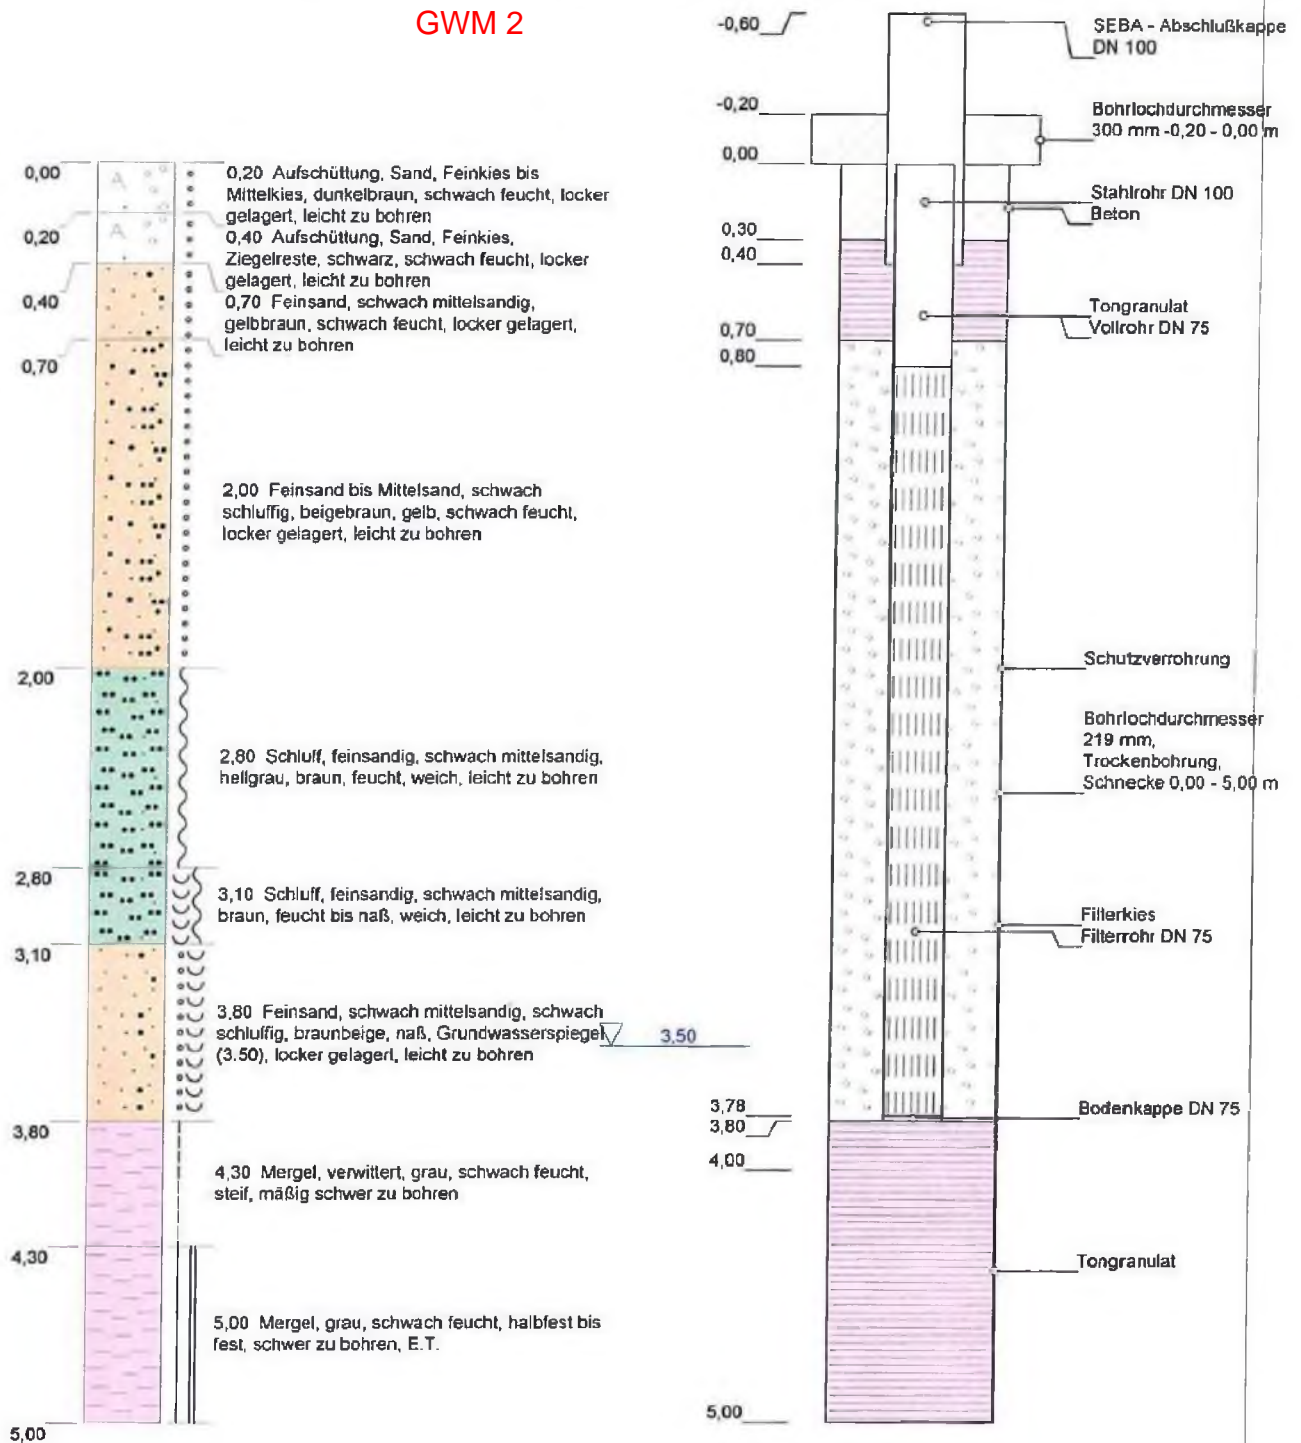 GWM 2
0,00
0,20 Aufschüttung, Sand, Feinkies bis
Mittelkies, dunkelbraun, schwach feucht, locker
gelagert, leicht zu bohren
0,20
0,40 Aufschüttung, Sand, Feinkies,
Ziegelreste, schwarz, schwach feucht, locker
gelagert, leicht zu bohren
0,40
0,70 Feinsand, schwach mittelsandig,
gelbbraun, schwach feucht, locker gelagert,
leicht zu bohren
0,70
2,00 Feinsand bis Mittelsand, schwach
schluffig, beigebraun, gelb, schwach feucht,
locker gelagert, leicht zu bohren
2,00
2,80 Schluff, feinsandig, schwach mittelsandig,
hellgrau, braun, feucht, weich, leicht zu bohren
2,80
3,10 Schluff, feinsandig, schwach mittelsandig,
braun, feucht bis naß, weich, leicht zu bohren
3,10
3,80 Feinsand, schwach mittelsandig, schwach
schluffig, braunbeige, naß, Grundwasserspiegel
(3.50), locker gelagert, leicht zu bohren
3,80
4,30 Mergel, verwittert, grau, schwach feucht,
steif, mäßig schwer zu bohren
4,30
5,00 Mergel, grau, schwach feucht, halbfest bis
fest, schwer zu bohren, E.T.
5,00
A
A
3,50
-0,60
-0,20
0,00
0,30
0,40
0,70
0,80
3,78
3,80
4,00
5,00
SEBA - Abschlußkappe
DN 100
Bohrlochdurchmesser
300 mm -0,20 - 0,00 m
Stahlrohr DN 100
Beton
Tongranulat
Vollrohr DN 75
Schutzverrohrung
Bohrlochdurchmesser
219 mm,
Trockenbohrung,
Schnecke 0,00 - 5,00 m
Filterkies
Filterrohr DN 75
Bodenkappe DN 75
Tongranulat